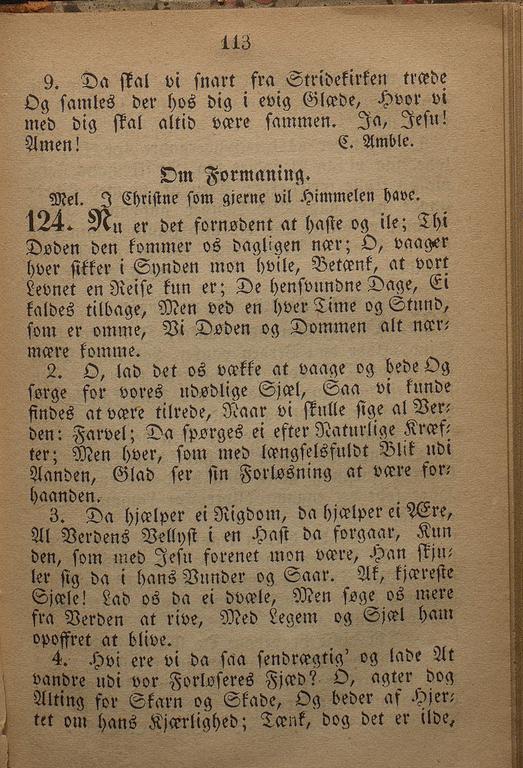 113
9. Da skal vi snart fra Stridekirken træde
Og samles der hos dig i evig Glæde, Hvor vi
med dig skal altid være sammen. Ja, Jesu!
Amen! C. Amble.
Om Formaning.
Mel. I Christne som gjerne vil Himmelen have.
124. Nu er det fornødent at haste og ile; Thi
Døden den kommer os dagligen nær; O, vaager
hver sikker i Synden mon hvile, Betænk, at vort
Levnet en Reise kun er; De hensvundne Dage, Ei
kaldes tilbage, Men ved en hver Time og Stund,
som er omme, Vi Døden og Dommen alt nær-
mære komme.
2. O, lad det os vække at vaage og bede Og
sørge for vores udødlige Sjæl, Saa vi kunde
findes at være tilrede, Naar vi skulle sige al Ver-
den: Farvel; Da spørges ei efter Naturlige Kræf-
ter; Men hver, som med længselsfuldt Blik udi
Aanden, Glad ser sin Forløsning at være for-
haanden.
3. Da hjælper ei Rigdom, da hjælper ei Ære,
Al Verdens Vellyst i en Hast da forgaar, Kun
den, som med Jesu forenet mon være, Han skju-
ler sig da i hans Vunder og Saar. Ak, kjæreste
Sjæle! Lad os da ei dvæle, Men søge os mere
fra Verden at rive, Med Legem og Sjæl ham
opoffret at blive.
4. Hvi ere vi da saa sendrægtig' og lade At
vandre udi vor Forløseres Fjæd? O, agter dog
Alting for Skarn og Skade, Og beder af Hjer-
tet om hans Kjærlighed; Tænk, dog det er ilde,